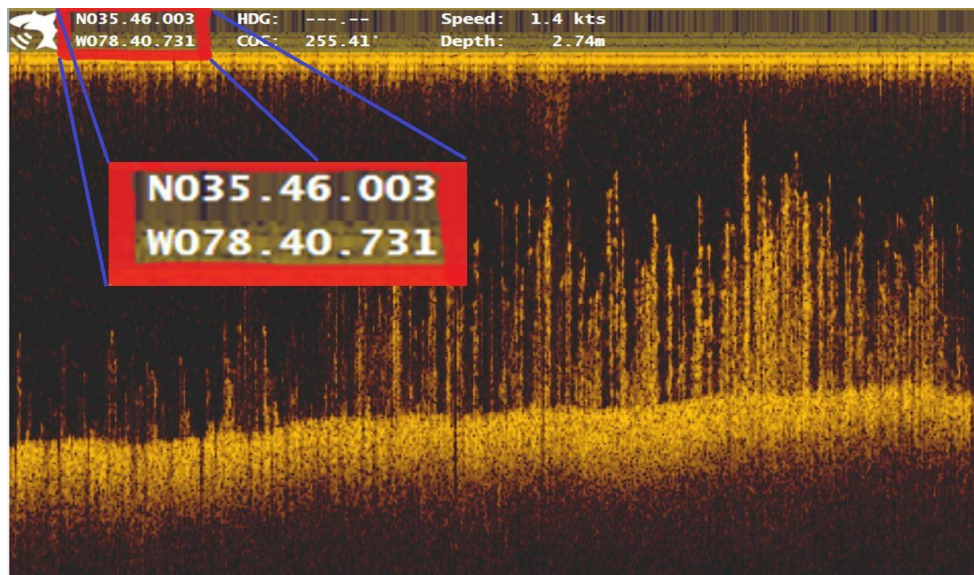 N035.46.003 HDG: ---.-- Speed: 1.4 kts
W078.40.731 COG: 255.41° Depth: 2.74m
N035.46.003
W078.40.731